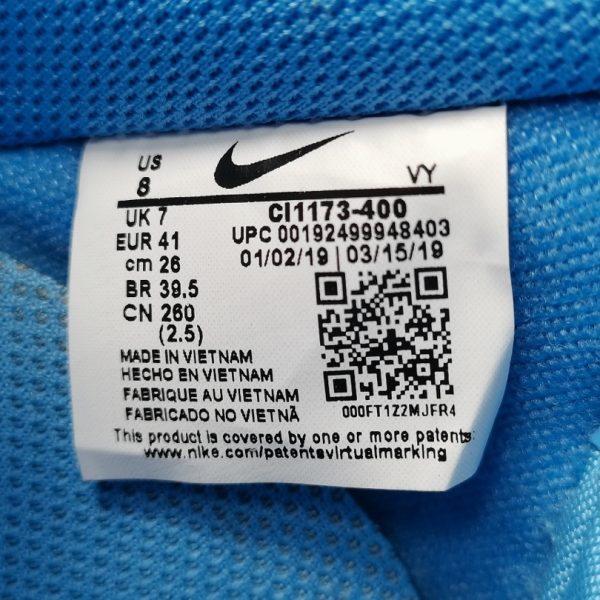 US
8
VY
UK 7
CI1173-400
EUR 41
UPC 00192499948403
cm 26
01/02/19 | 03/15/19
BR 39.5
CN 260
(2.5)
MADE IN VIETNAM
HECHO EN VIETNAM
FABRIQUE AU VIETNAM
FABRICADO NO VIETNÃ
000FT1Z2MJFR4
This product is covered by one or more patents:
www.nike.com/patentsvirtualmarking